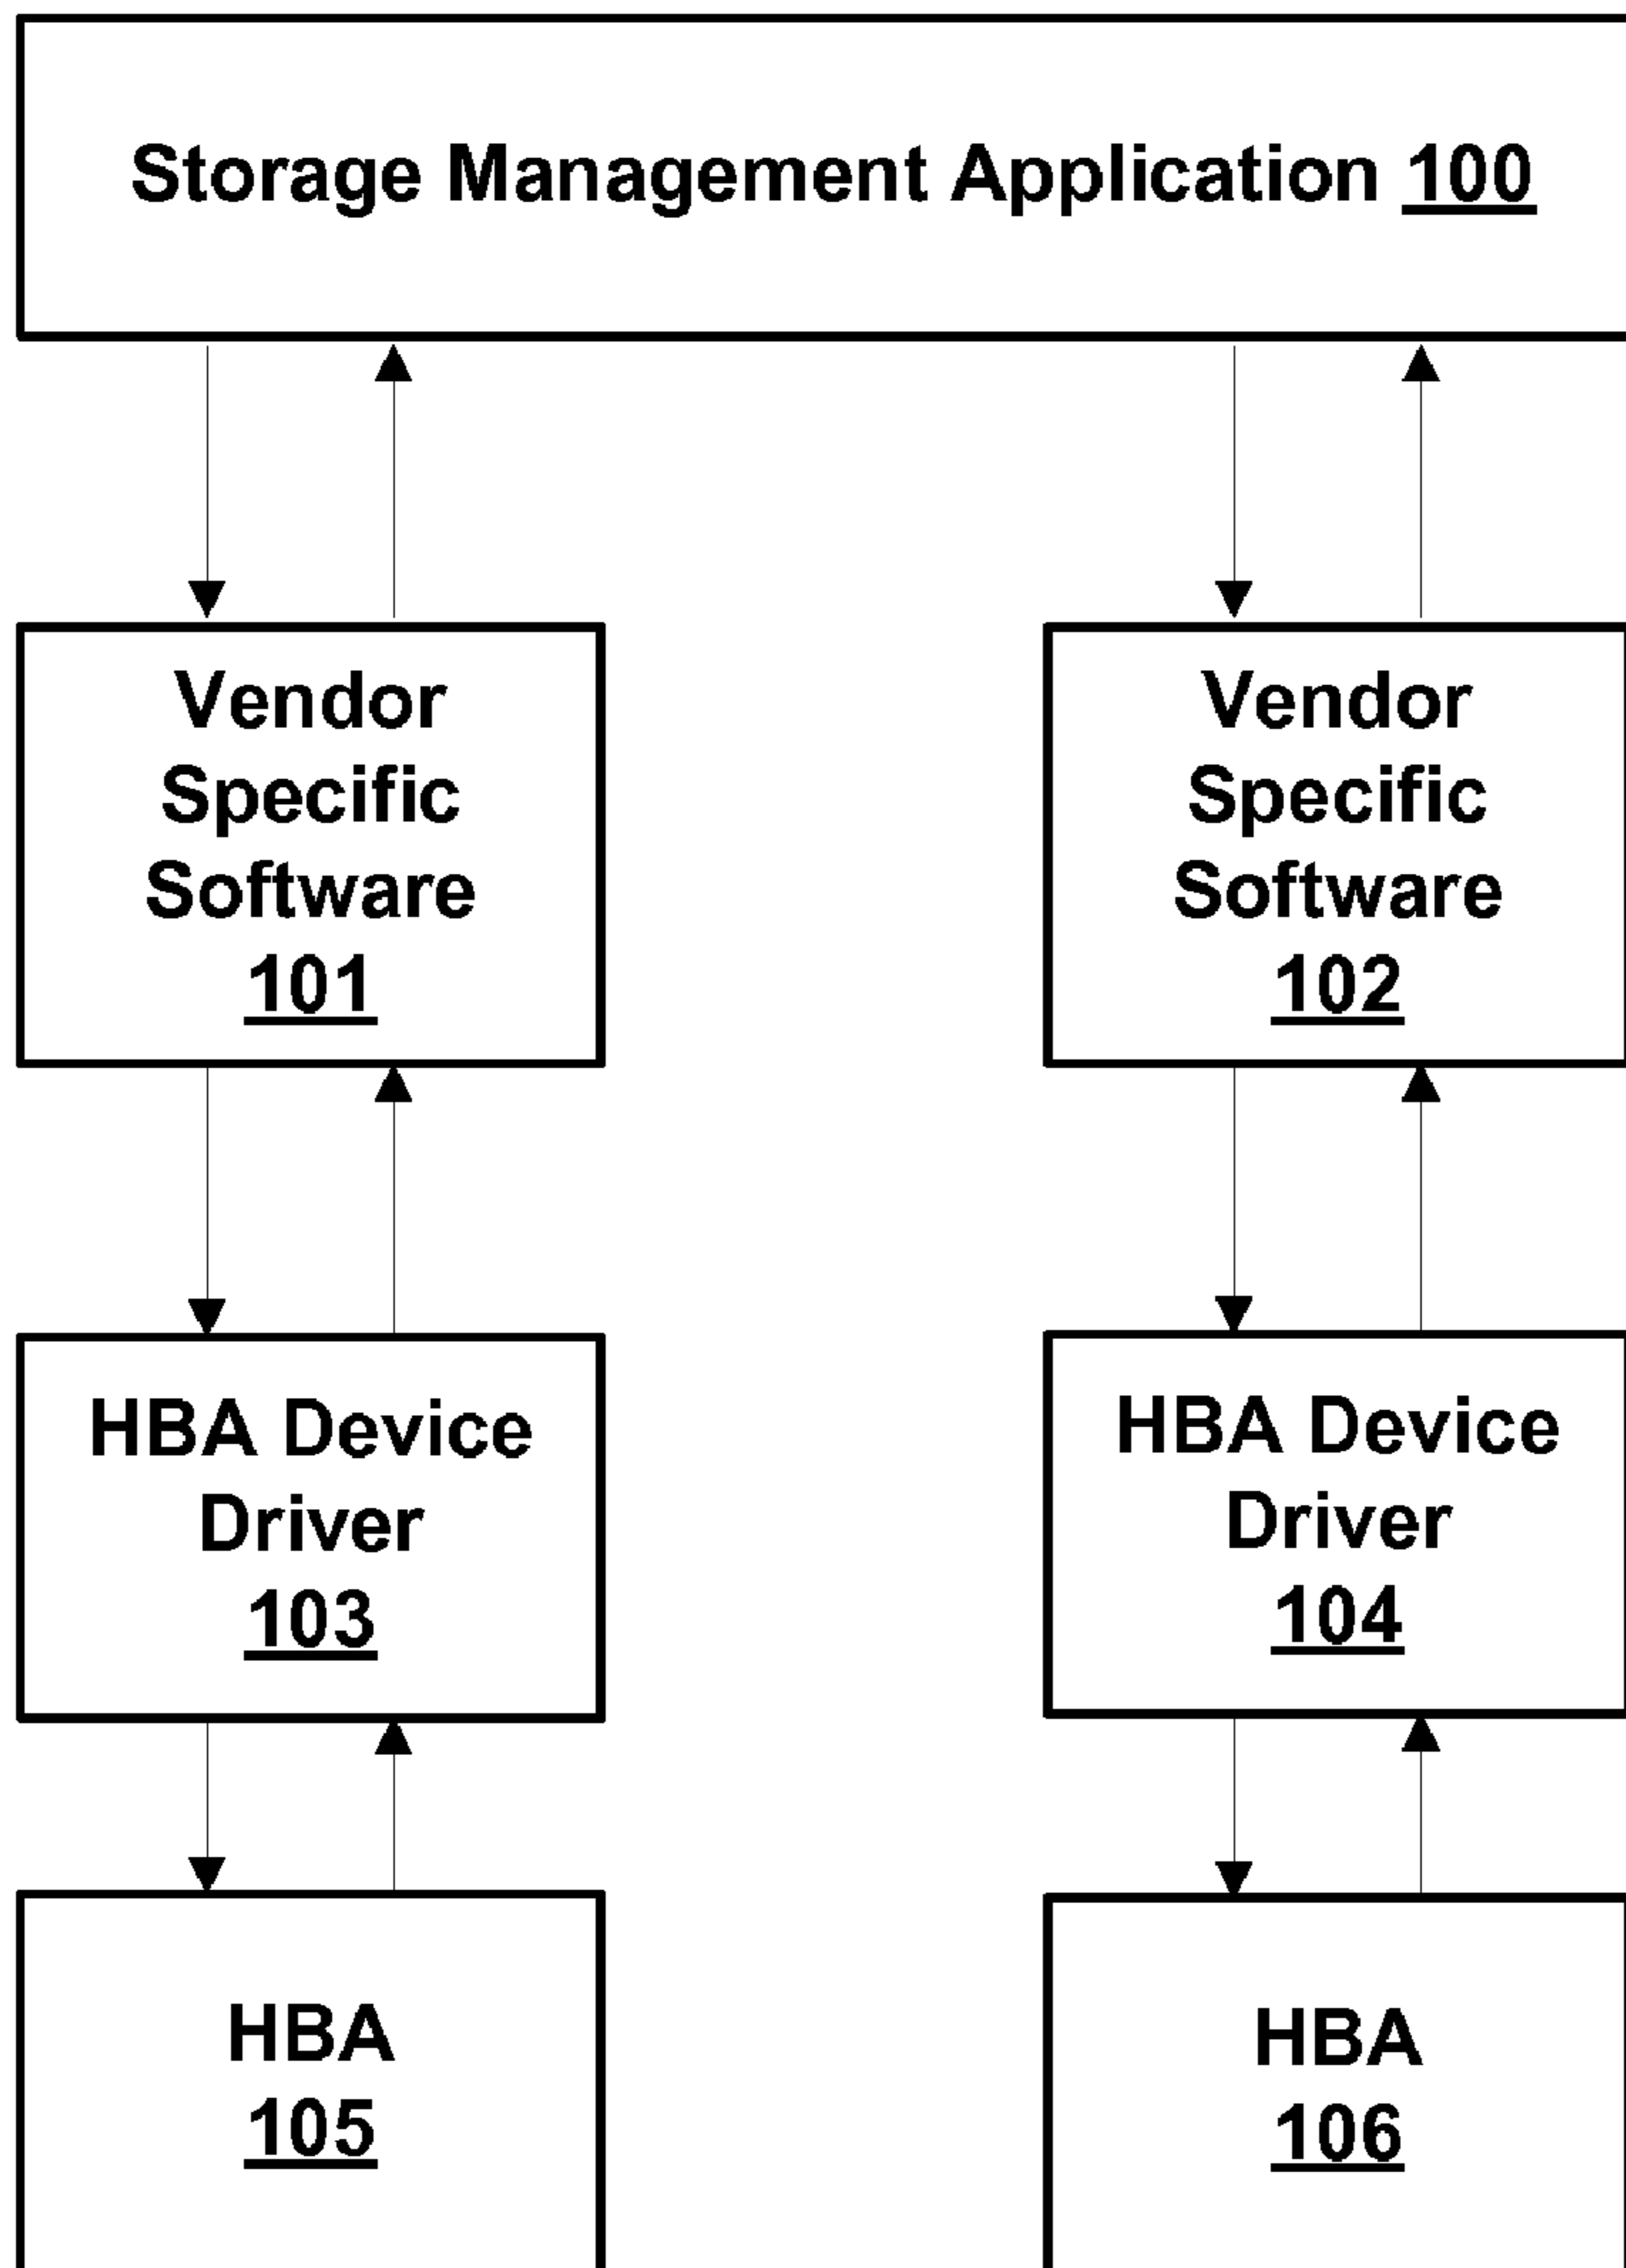 Storage Management Application 100
Vendor
Specific
Software
101
Vendor
Specific
Software
102
HBA Device
Driver
103
HBA Device
Driver
104
HBA
105
HBA
106